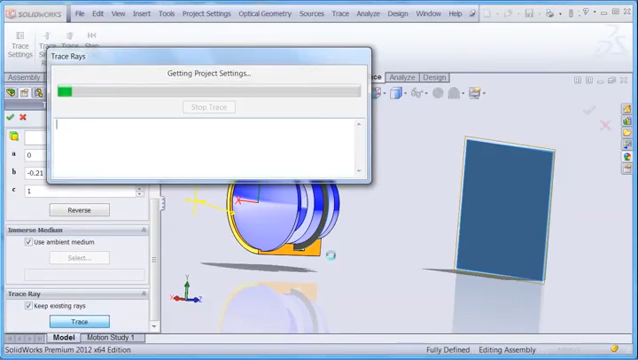 SOLIDWORKS File View Insert Tools Project Settings Optical Geometry Sources Trace Analyze Design Window Help
Trace Settings
Trace Rays
Getting Project Settings...
Stop Trace
Assembly
Analyze Design
a 0
b -0.21
c 1
Reverse
Immerse Medium
Use ambient medium
Select...
Trace Ray
Keep existing rays
Trace
X
Y
X Z
Model Motion Study 1
SolidWorks Premium 2012 x64 Edition Fully Defined Editing Assembly